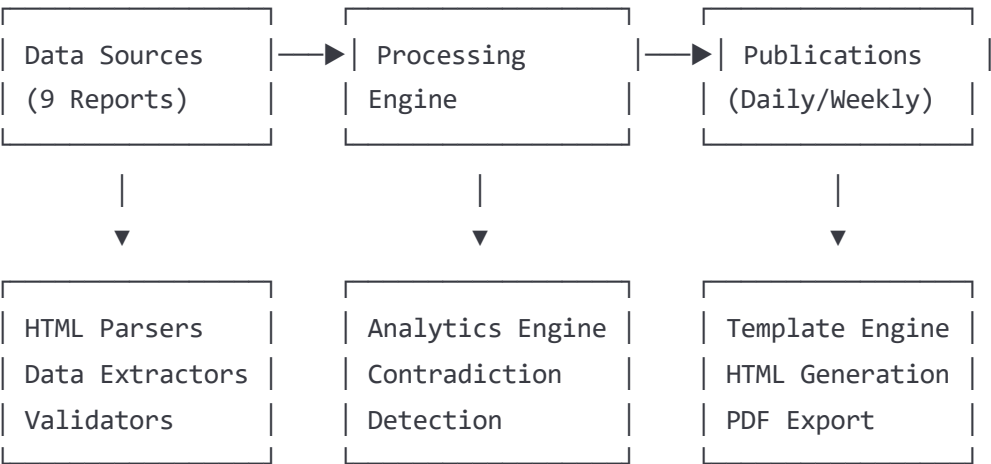 Data Sources
(9 Reports)
Processing
Engine
Publications
(Daily/Weekly)
HTML Parsers
Data Extractors
Validators
Analytics Engine
Contradiction
Detection
Template Engine
HTML Generation
PDF Export